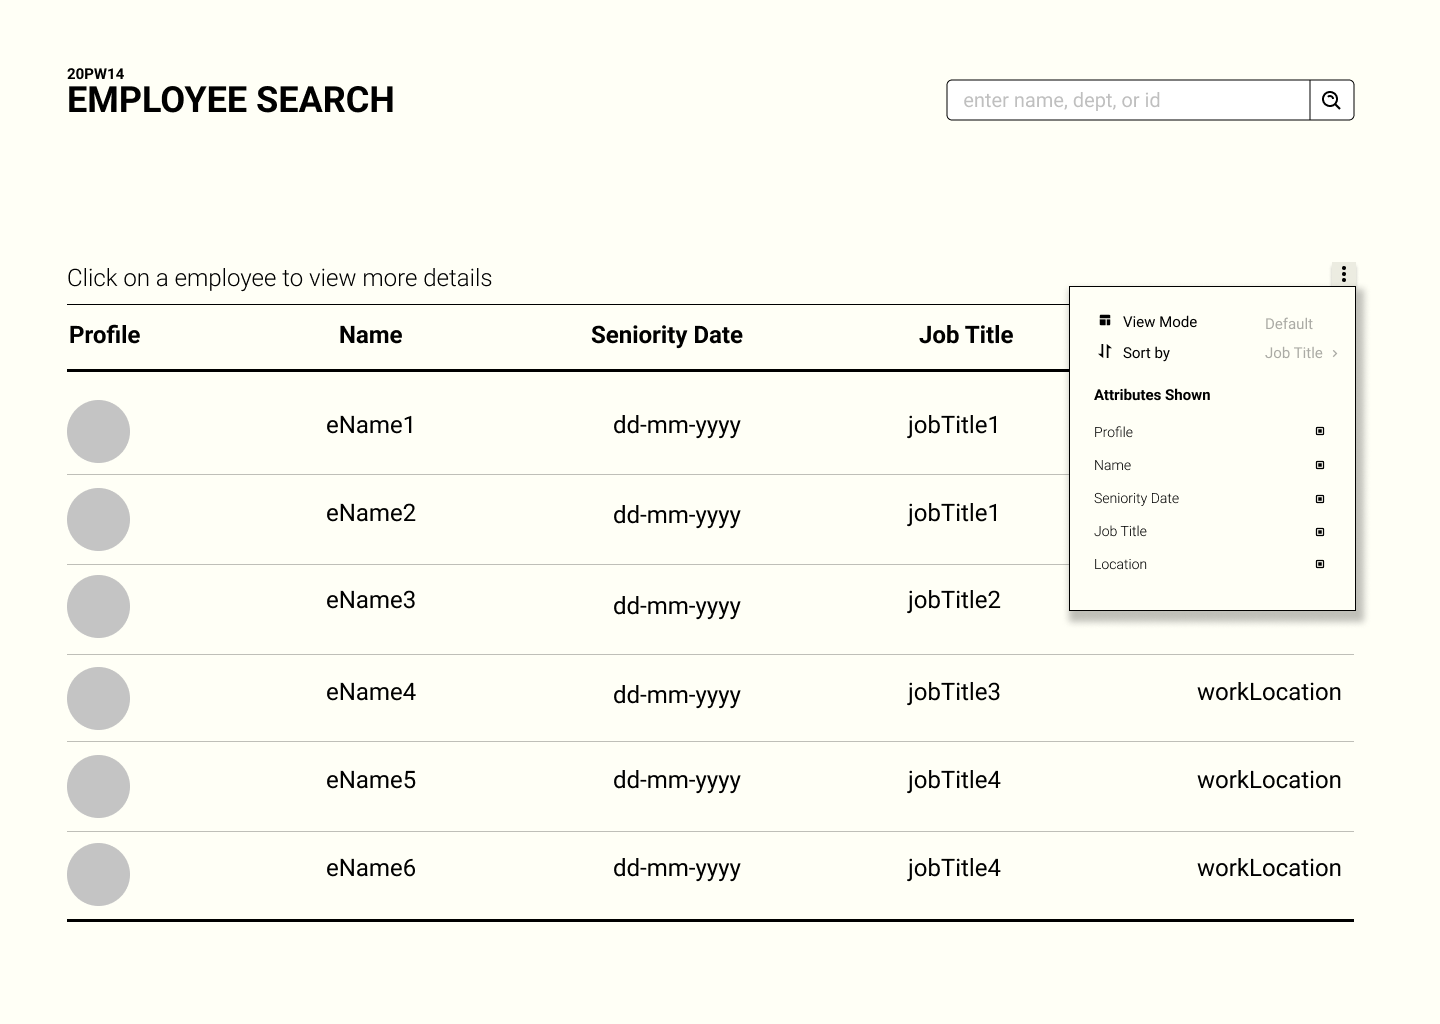 20PW14
EMPLOYEE SEARCH
enter name, dept, or id
Click on a employee to view more details
Profile Name Seniority Date Job Title
View Mode Default
Sort by Job Title ›
Attributes Shown
Profile
Name
Seniority Date
Job Title
Location
eName1 dd-mm-yyyy jobTitle1
eName2 dd-mm-yyyy jobTitle1
eName3 dd-mm-yyyy jobTitle2
eName4 dd-mm-yyyy jobTitle3 workLocation
eName5 dd-mm-yyyy jobTitle4 workLocation
eName6 dd-mm-yyyy jobTitle4 workLocation